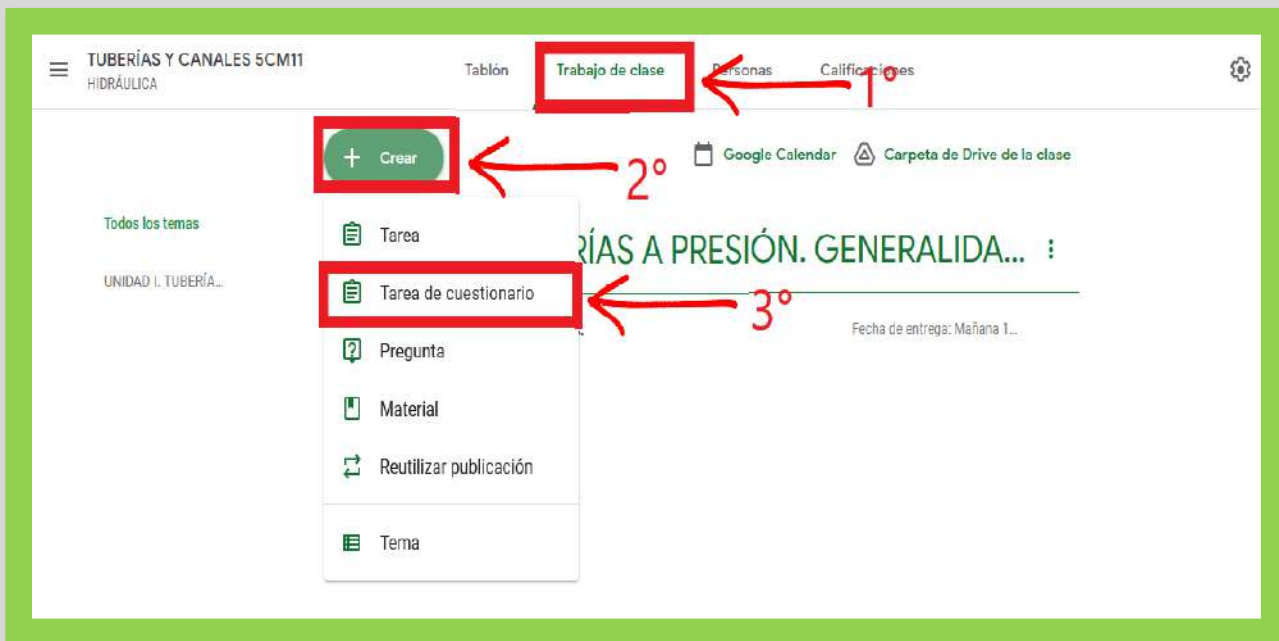 TUBERÍAS Y CANALES 5CM11
HIDRÁULICA
Tablón
Trabajo de clase
Personas
Calificaciones
1°
+ Crear
2°
Google Calendar
Carpeta de Drive de la clase
Todos los temas
UNIDAD I. TUBERÍA...
RÍAS A PRESIÓN. GENERALIDA...
Tarea
Tarea de cuestionario
3°
Fecha de entrega: Mañana 1...
Pregunta
Material
Reutilizar publicación
Tema